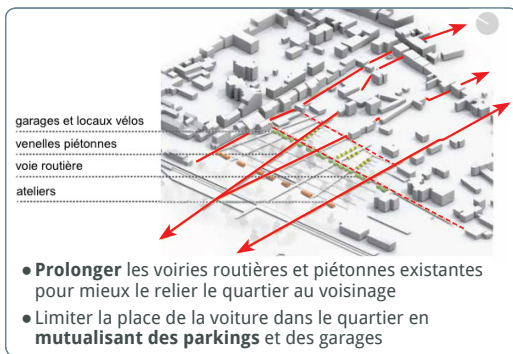 garages et locaux vélos
venelles piétonnes
voie routière
ateliers
● Prolonger les voiries routières et piétonnes existantes
pour mieux le relier le quartier au voisinage
● Limiter la place de la voiture dans le quartier en
mutualisant des parkings et des garages